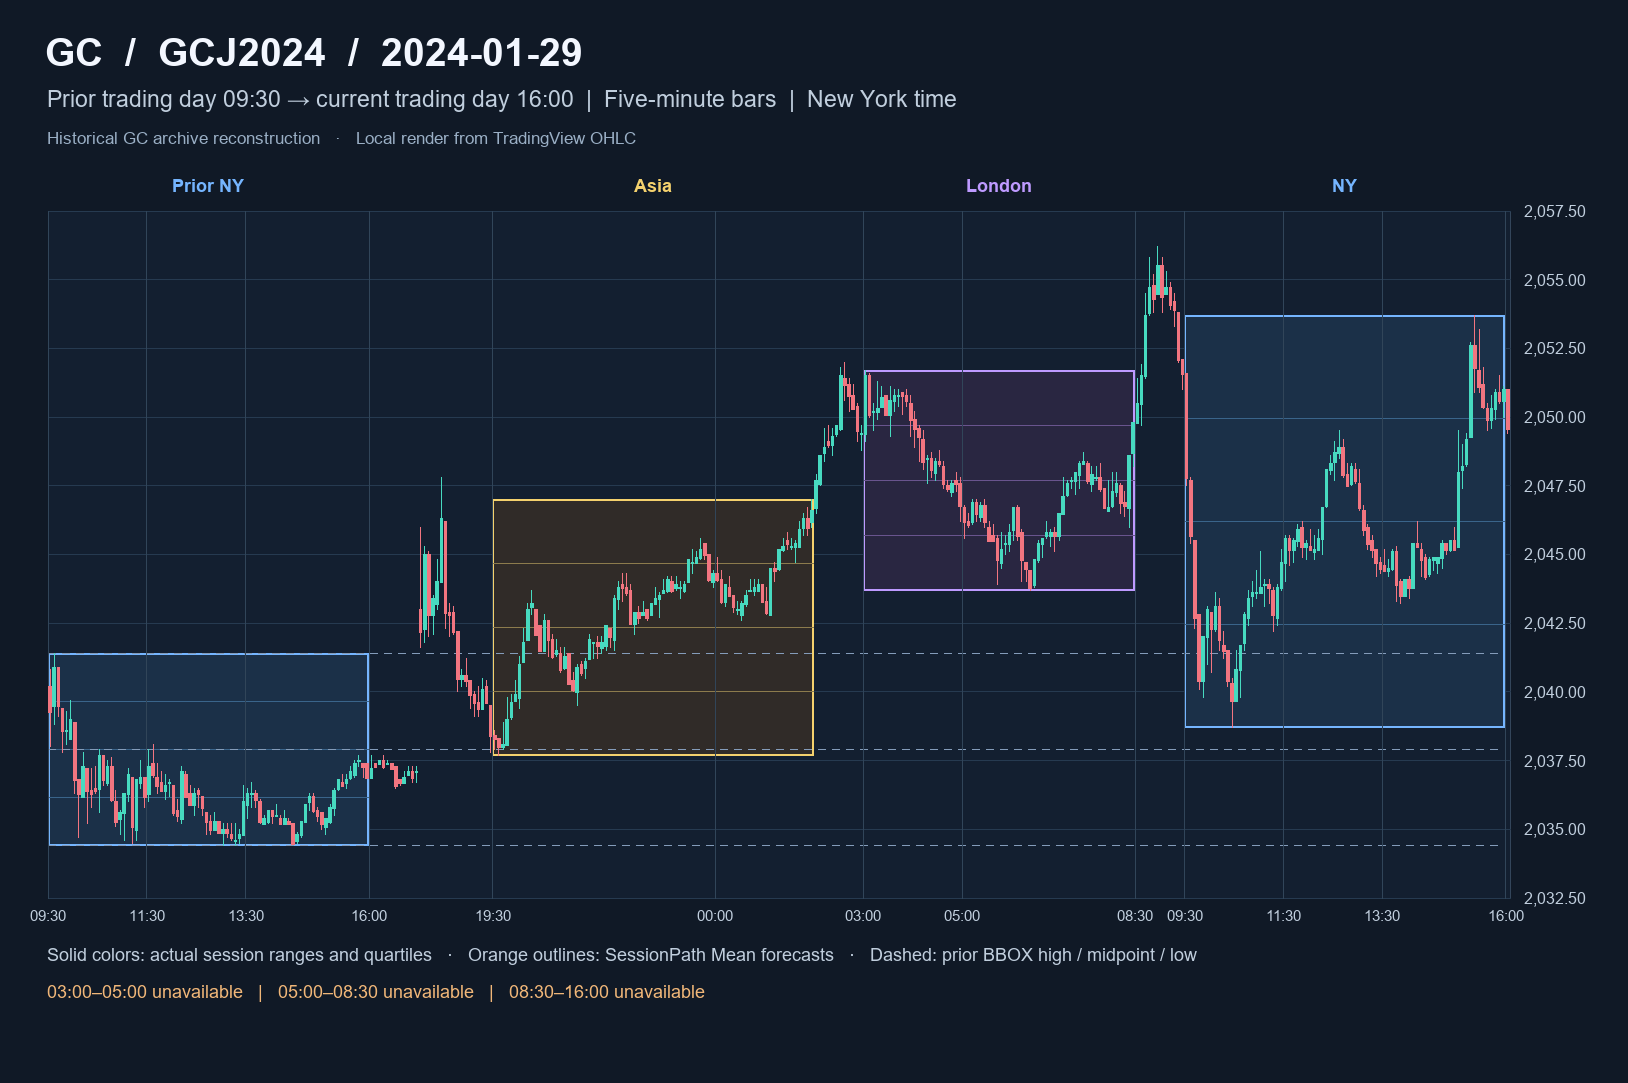 GC / GCJ2024 / 2024-01-29
Prior trading day 09:30 → current trading day 16:00 | Five-minute bars | New York time
Historical GC archive reconstruction · Local render from TradingView OHLC
Prior NY Asia London NY
2,057.50
2,055.00
2,052.50
2,050.00
2,047.50
2,045.00
2,042.50
2,040.00
2,037.50
2,035.00
2,032.50
09:30 11:30 13:30 16:00 19:30 00:00 03:00 05:00 08:30 09:30 11:30 13:30 16:00
Solid colors: actual session ranges and quartiles · Orange outlines: SessionPath Mean forecasts · Dashed: prior BBOX high / midpoint / low
03:00–05:00 unavailable | 05:00–08:30 unavailable | 08:30–16:00 unavailable